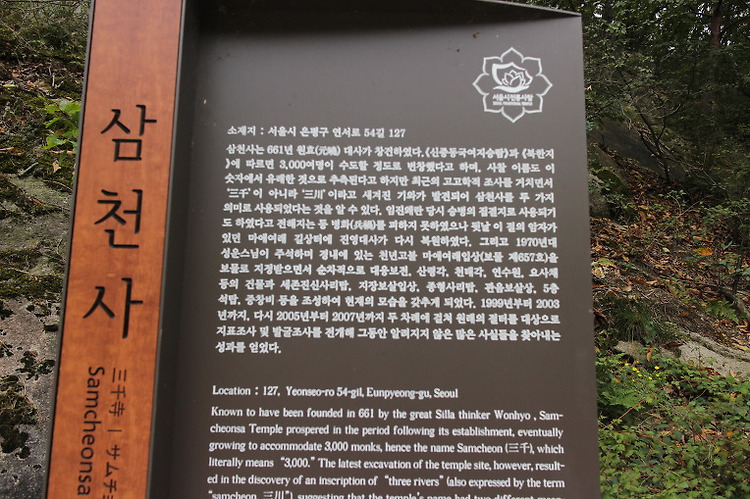 삼천사
三千寺 | サムチョ
Samcheonsa
서울시전통사찰
SEOUL TRADITIONAL TEMPLE
소재지 : 서울시 은평구 연서로 54길 127
삼천사는 661년 원효(元曉) 대사가 창건하였다.《신증동국여지승람》과 《북한지
》에 따르면 3,000여명이 수도할 정도로 번창했다고 하며, 사찰 이름도 이
숫자에서 유래한 것으로 추측된다고 하지만 최근의 고고학적 조사를 거치면서
'三千'이 아니라 '三川'이라고 새겨진 기와가 발견되어 삼천사를 두 가지
의미로 사용되었다는 것을 알 수 있다. 임진왜란 당시 승병의 집결지로 사용되기
도 하였다고 전해지는 등 병화(兵禍)를 피하지 못하였으나 뒷날 이 절의 암자가
있던 마애여래 길상터에 진영대사가 다시 복원하였다. 그리고 1970년대
성운스님이 주석하며 경내에 있는 천년고불 마애여래입상(보물 제657호)을
보물로 지정받으면서 순차적으로 대웅보전, 산령각, 천태각, 연수원, 요사채
등의 건물과 세존진신사리탑, 지장보살입상, 종형사리탑, 관음보살상, 5층
석탑, 중창비 등을 조성하여 현재의 모습을 갖추게 되었다. 1999년부터 2003
년까지, 다시 2005년부터 2007년까지 두 차례에 걸쳐 원래의 절터를 대상으로
지표조사 및 발굴조사를 전개해 그동안 알려지지 않은 많은 사실들을 찾아내는
성과를 얻었다.
Location : 127, Yeonseo-ro 54-gil, Eunpyeong-gu, Seoul
Known to have been founded in 661 by the great Silla thinker Wonhyo , Sam-
cheonsa Temple prospered in the period following its establishment, eventually
growing to accommodate 3,000 monks, hence the name Samcheon (三千), which
literally means “3,000.” The latest excavation of the temple site, however, result-
ed in the discovery of an inscription of “three rivers” (also expressed by the term
“samcheon, 三川”) suggesting that the temple's name had two different mean-